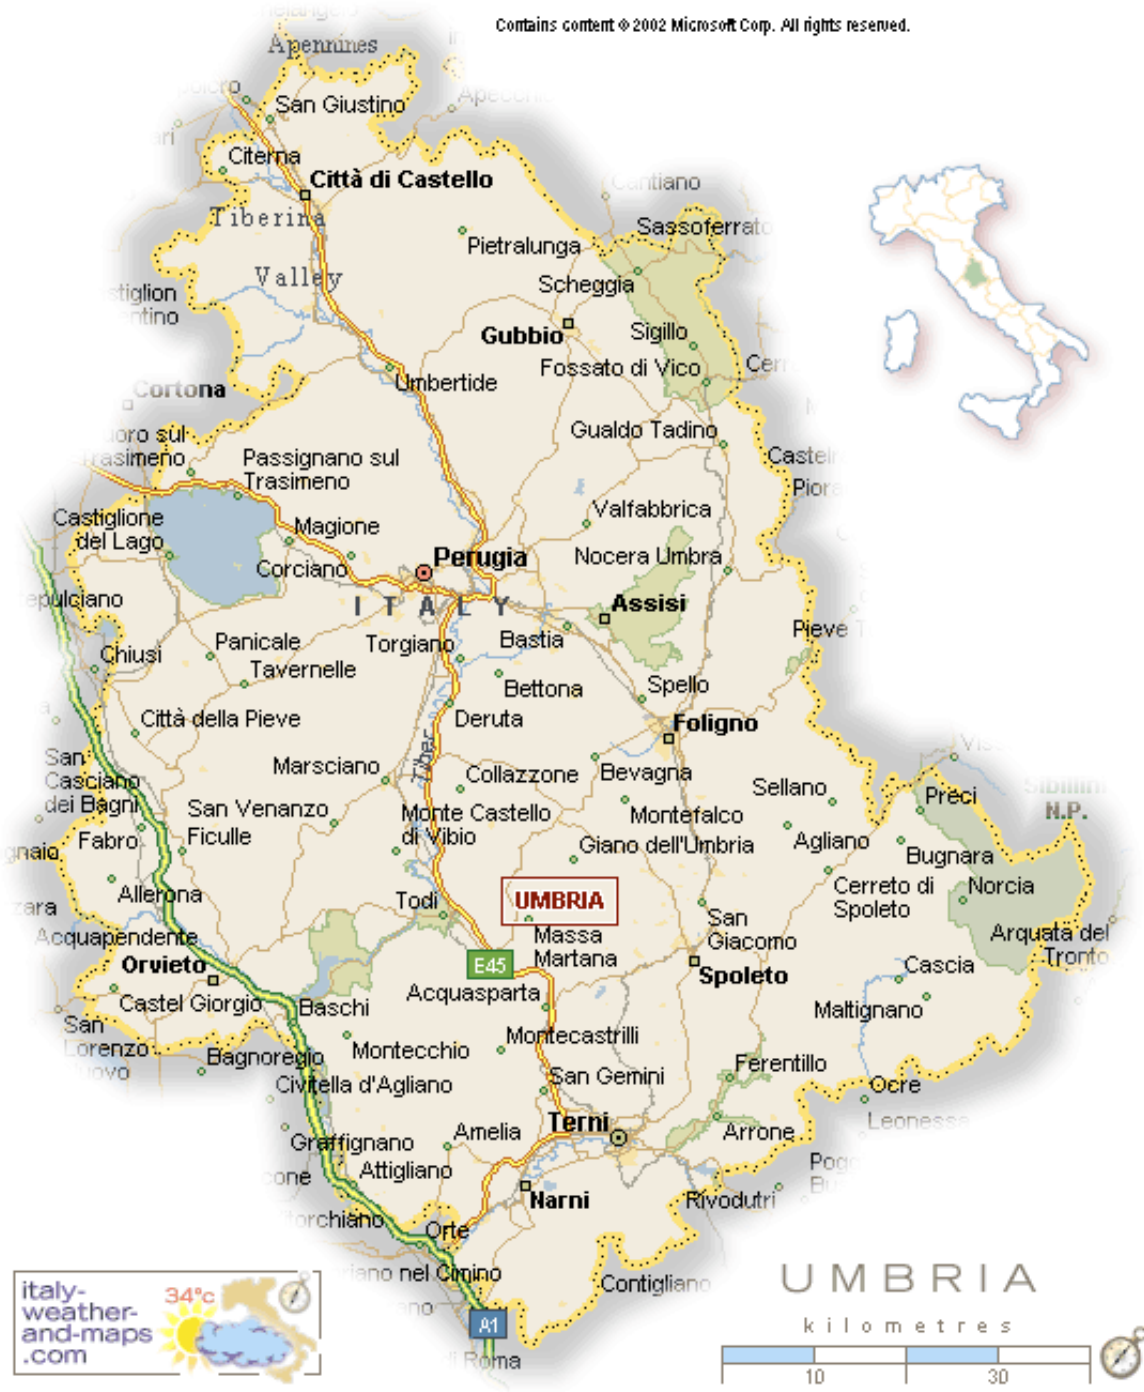 Contains content © 2002 Microsoft Corp. All rights reserved.
Apennines
San Giustino
Citerna
Città di Castello
Cantiano
Tiberina
Sassoferrato
Pietralunga
Valley
Scheggia
Gubbio
Sigillo
Fossato di Vico
Umbertide
Cortona
Gualdo Tadino
sul
Trasimeno
Passignano sul
Trasimeno
Castiglione
del Lago
Magione
Valfabbrica
Corciano
Perugia
Nocera Umbra
ITALY
Assisi
Panicale
Torgiano
Bastia
Pieve
Chiusi
Tavernelle
Bettona
Spello
Città della Pieve
Deruta
Foligno
San
Casciano
dei Bagni
Marsciano
Tiber
Collazzone
Bevagna
Sellano
Preci
N.P.
San Venanzo
Monte Castello
di Vibio
Montefalco
Fabro
Ficulle
Giano dell'Umbria
Agliano
Bugnara
Allerona
Todi
UMBRIA
Cerreto di
Spoleto
Norcia
Acquapendente
San
Giacomo
Massa
Martana
Arquata del
Tronto
Orvieto
E45
Spoleto
Cascia
Castel Giorgio
Baschi
Acquasparta
Maltignano
San
Lorenzo
Montecchio
Montecastrilli
Bagnoregio
Ferentillo
Civitella d'Agliano
San Gemini
Ocre
Leonessa
Graffignano
Amelia
Terni
Arrone
Attigliano
Narni
Rivodutri
Orte
nel Cimino
Contigliano
UMBRIA
kilometres
10
30
A1
Roma
italy-
weather-
and-maps
.com
34°c